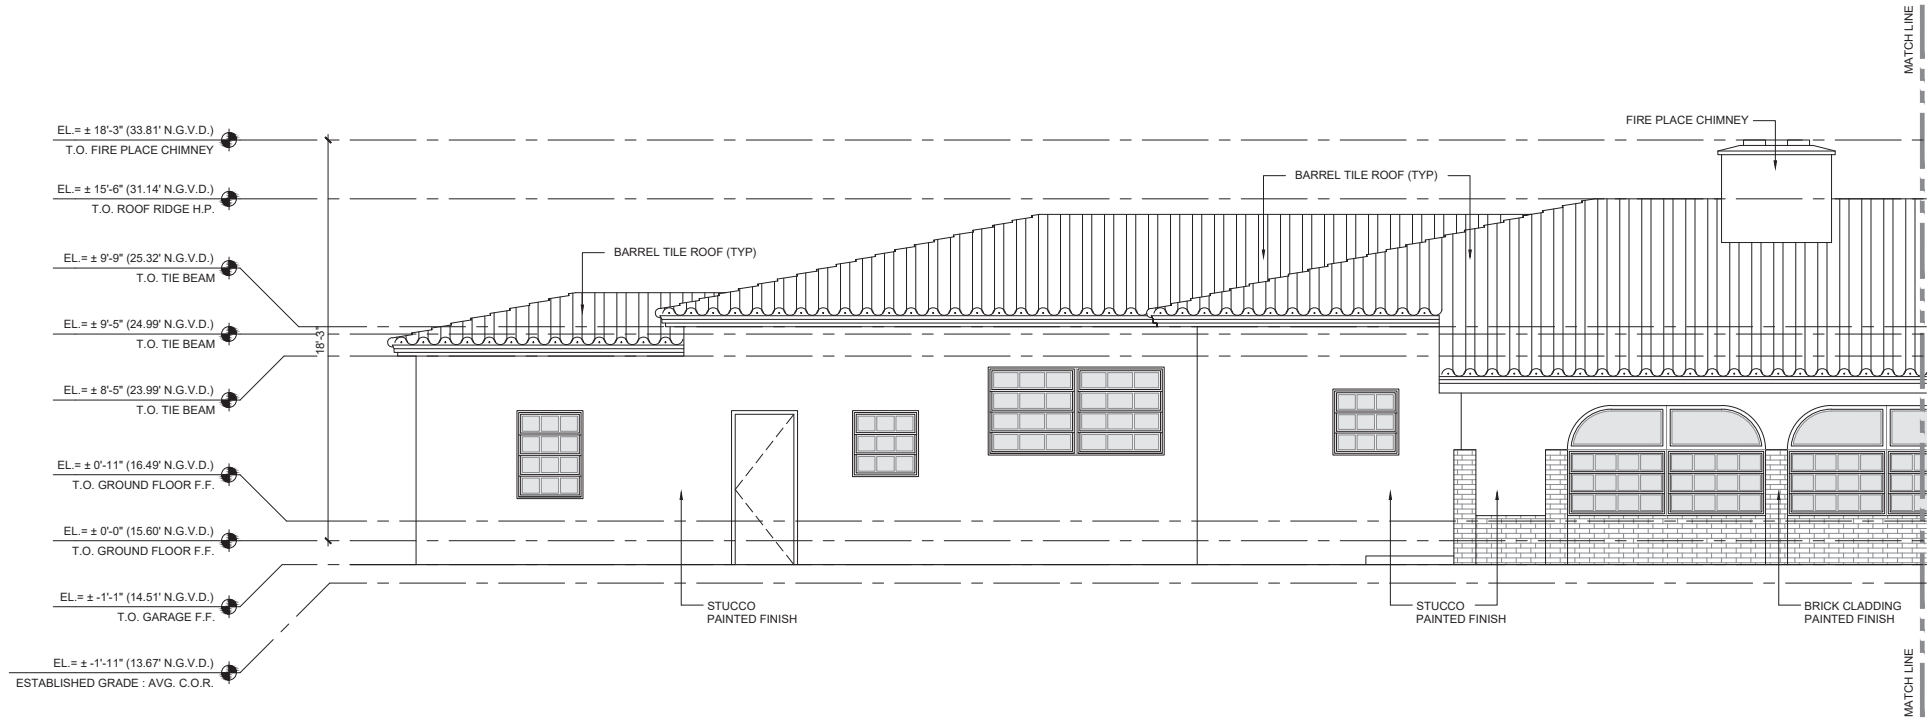 MATCH LINE
EL.= ± 18'-3" (33.81' N.G.V.D.)
T.O. FIRE PLACE CHIMNEY
FIRE PLACE CHIMNEY
EL.= ± 15'-6" (31.14' N.G.V.D.)
T.O. ROOF RIDGE H.P.
BARREL TILE ROOF (TYP)
BARREL TILE ROOF (TYP)
EL.= ± 9'-9" (25.32' N.G.V.D.)
T.O. TIE BEAM
EL.= ± 9'-5" (24.99' N.G.V.D.)
T.O. TIE BEAM
18'-3"
EL.= ± 8'-5" (23.99' N.G.V.D.)
T.O. TIE BEAM
EL.= ± 0'-11" (16.49' N.G.V.D.)
T.O. GROUND FLOOR F.F.
EL.= ± 0'-0" (15.60' N.G.V.D.)
T.O. GROUND FLOOR F.F.
EL.= ± -1'-1" (14.51' N.G.V.D.)
T.O. GARAGE F.F.
STUCCO
PAINTED FINISH
STUCCO
PAINTED FINISH
BRICK CLADDING
PAINTED FINISH
EL.= ± -1'-11" (13.67' N.G.V.D.)
ESTABLISHED GRADE : AVG. C.O.R.
MATCH LINE